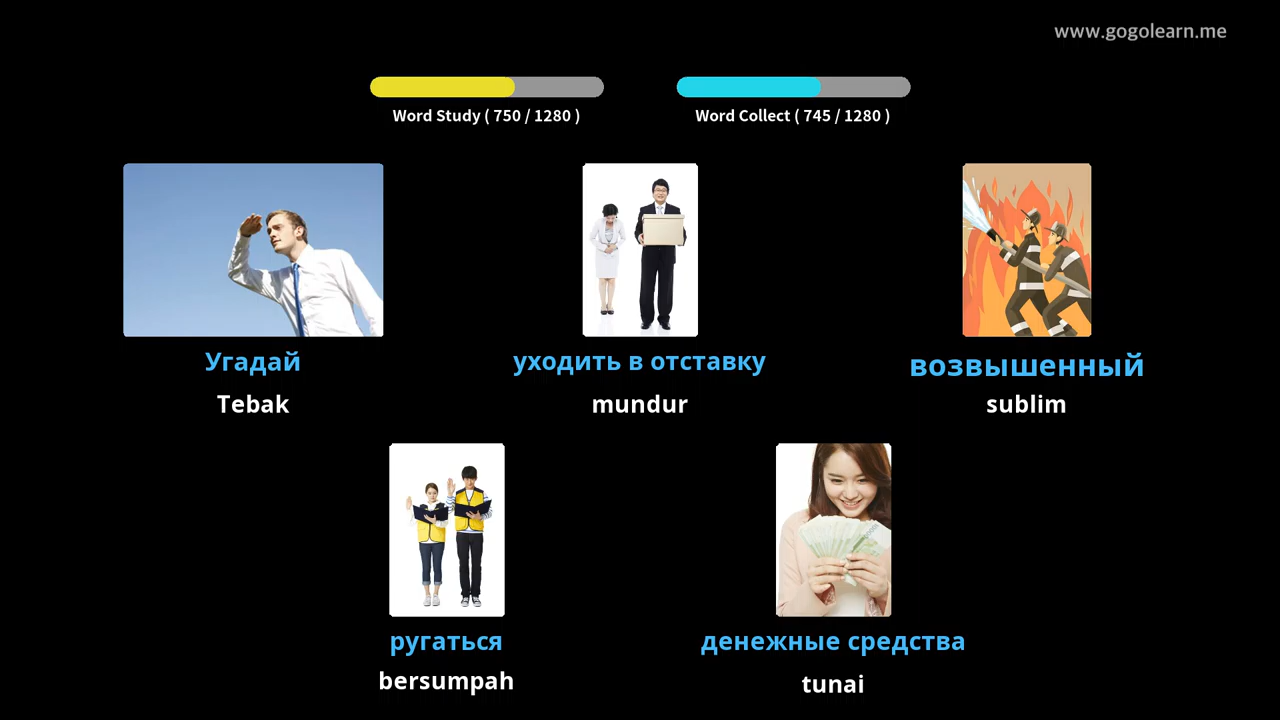 www.gogolearn.me
Word Study ( 750 / 1280 )
Word Collect ( 745 / 1280 )
Угадай
Tebak
уходить в отставку
mundur
возвышенный
sublim
ругаться
bersumpah
денежные средства
tunai